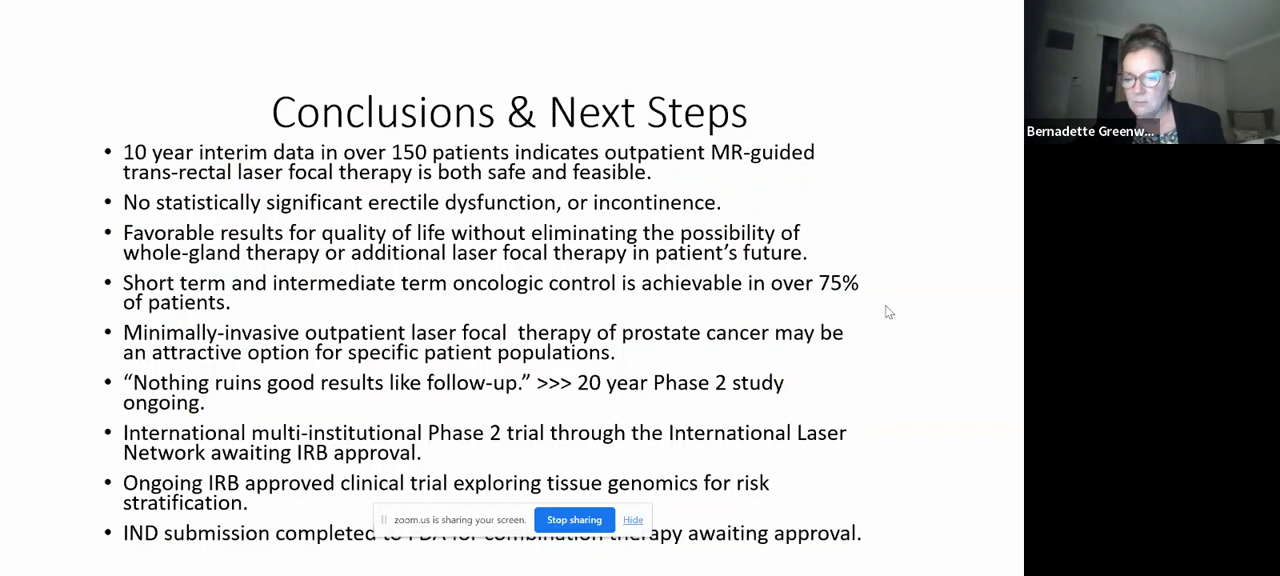 Conclusions & Next Steps
• 10 year interim data in over 150 patients indicates outpatient MR-guided
trans-rectal laser focal therapy is both safe and feasible.
• No statistically significant erectile dysfunction, or incontinence.
• Favorable results for quality of life without eliminating the possibility of
whole-gland therapy or additional laser focal therapy in patient’s future.
• Short term and intermediate term oncologic control is achievable in over 75%
of patients.
• Minimally-invasive outpatient laser focal  therapy of prostate cancer may be
an attractive option for specific patient populations.
• “Nothing ruins good results like follow-up.” >>> 20 year Phase 2 study
ongoing.
• International multi-institutional Phase 2 trial through the International Laser
Network awaiting IRB approval.
• Ongoing IRB approved clinical trial exploring tissue genomics for risk
stratification.
zoom.us is sharing your screen. Stop sharing Hide
• IND submission completed to FDA for combination therapy awaiting approval.
Bernadette Greenw...